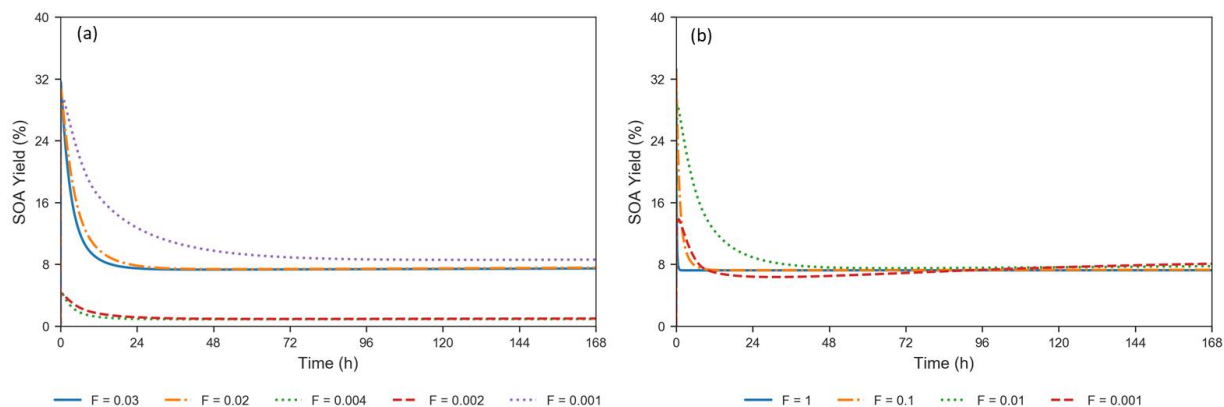 (a)
40
32
24
16
8
0
SOA Yield (%)
0 24 48 72 96 120 144 168
Time (h)
F = 0.03 F = 0.02 F = 0.004 F = 0.002 F = 0.001
(b)
40
32
24
16
8
0
SOA Yield (%)
0 24 48 72 96 120 144 168
Time (h)
F = 1 F = 0.1 F = 0.01 F = 0.001